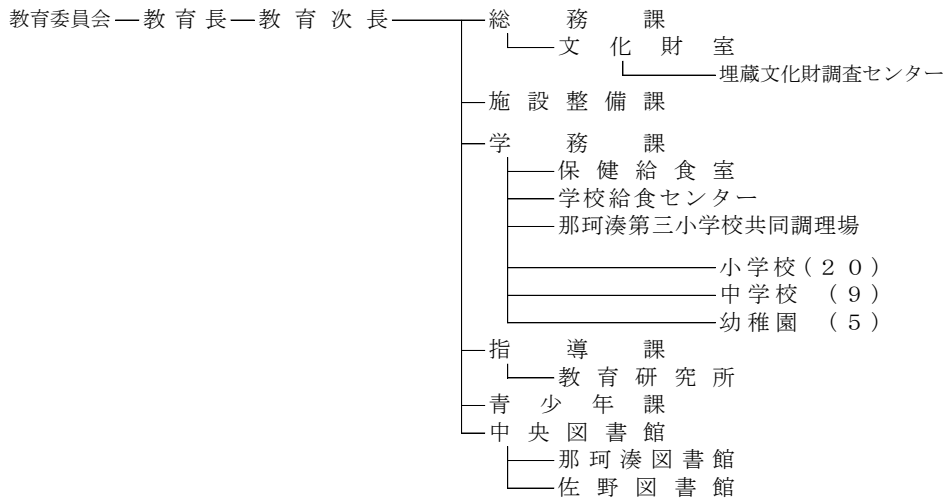 教育委員会 教育長 教育次長 総務課
文化財室
埋蔵文化財調査センター
施設整備課
学務課
保健給食室
学校給食センター
那珂湊第三小学校共同調理場
小学校(20)
中学校(9)
幼稚園(5)
指導課
教育研究所
青少年課
中央図書館
那珂湊図書館
佐野図書館